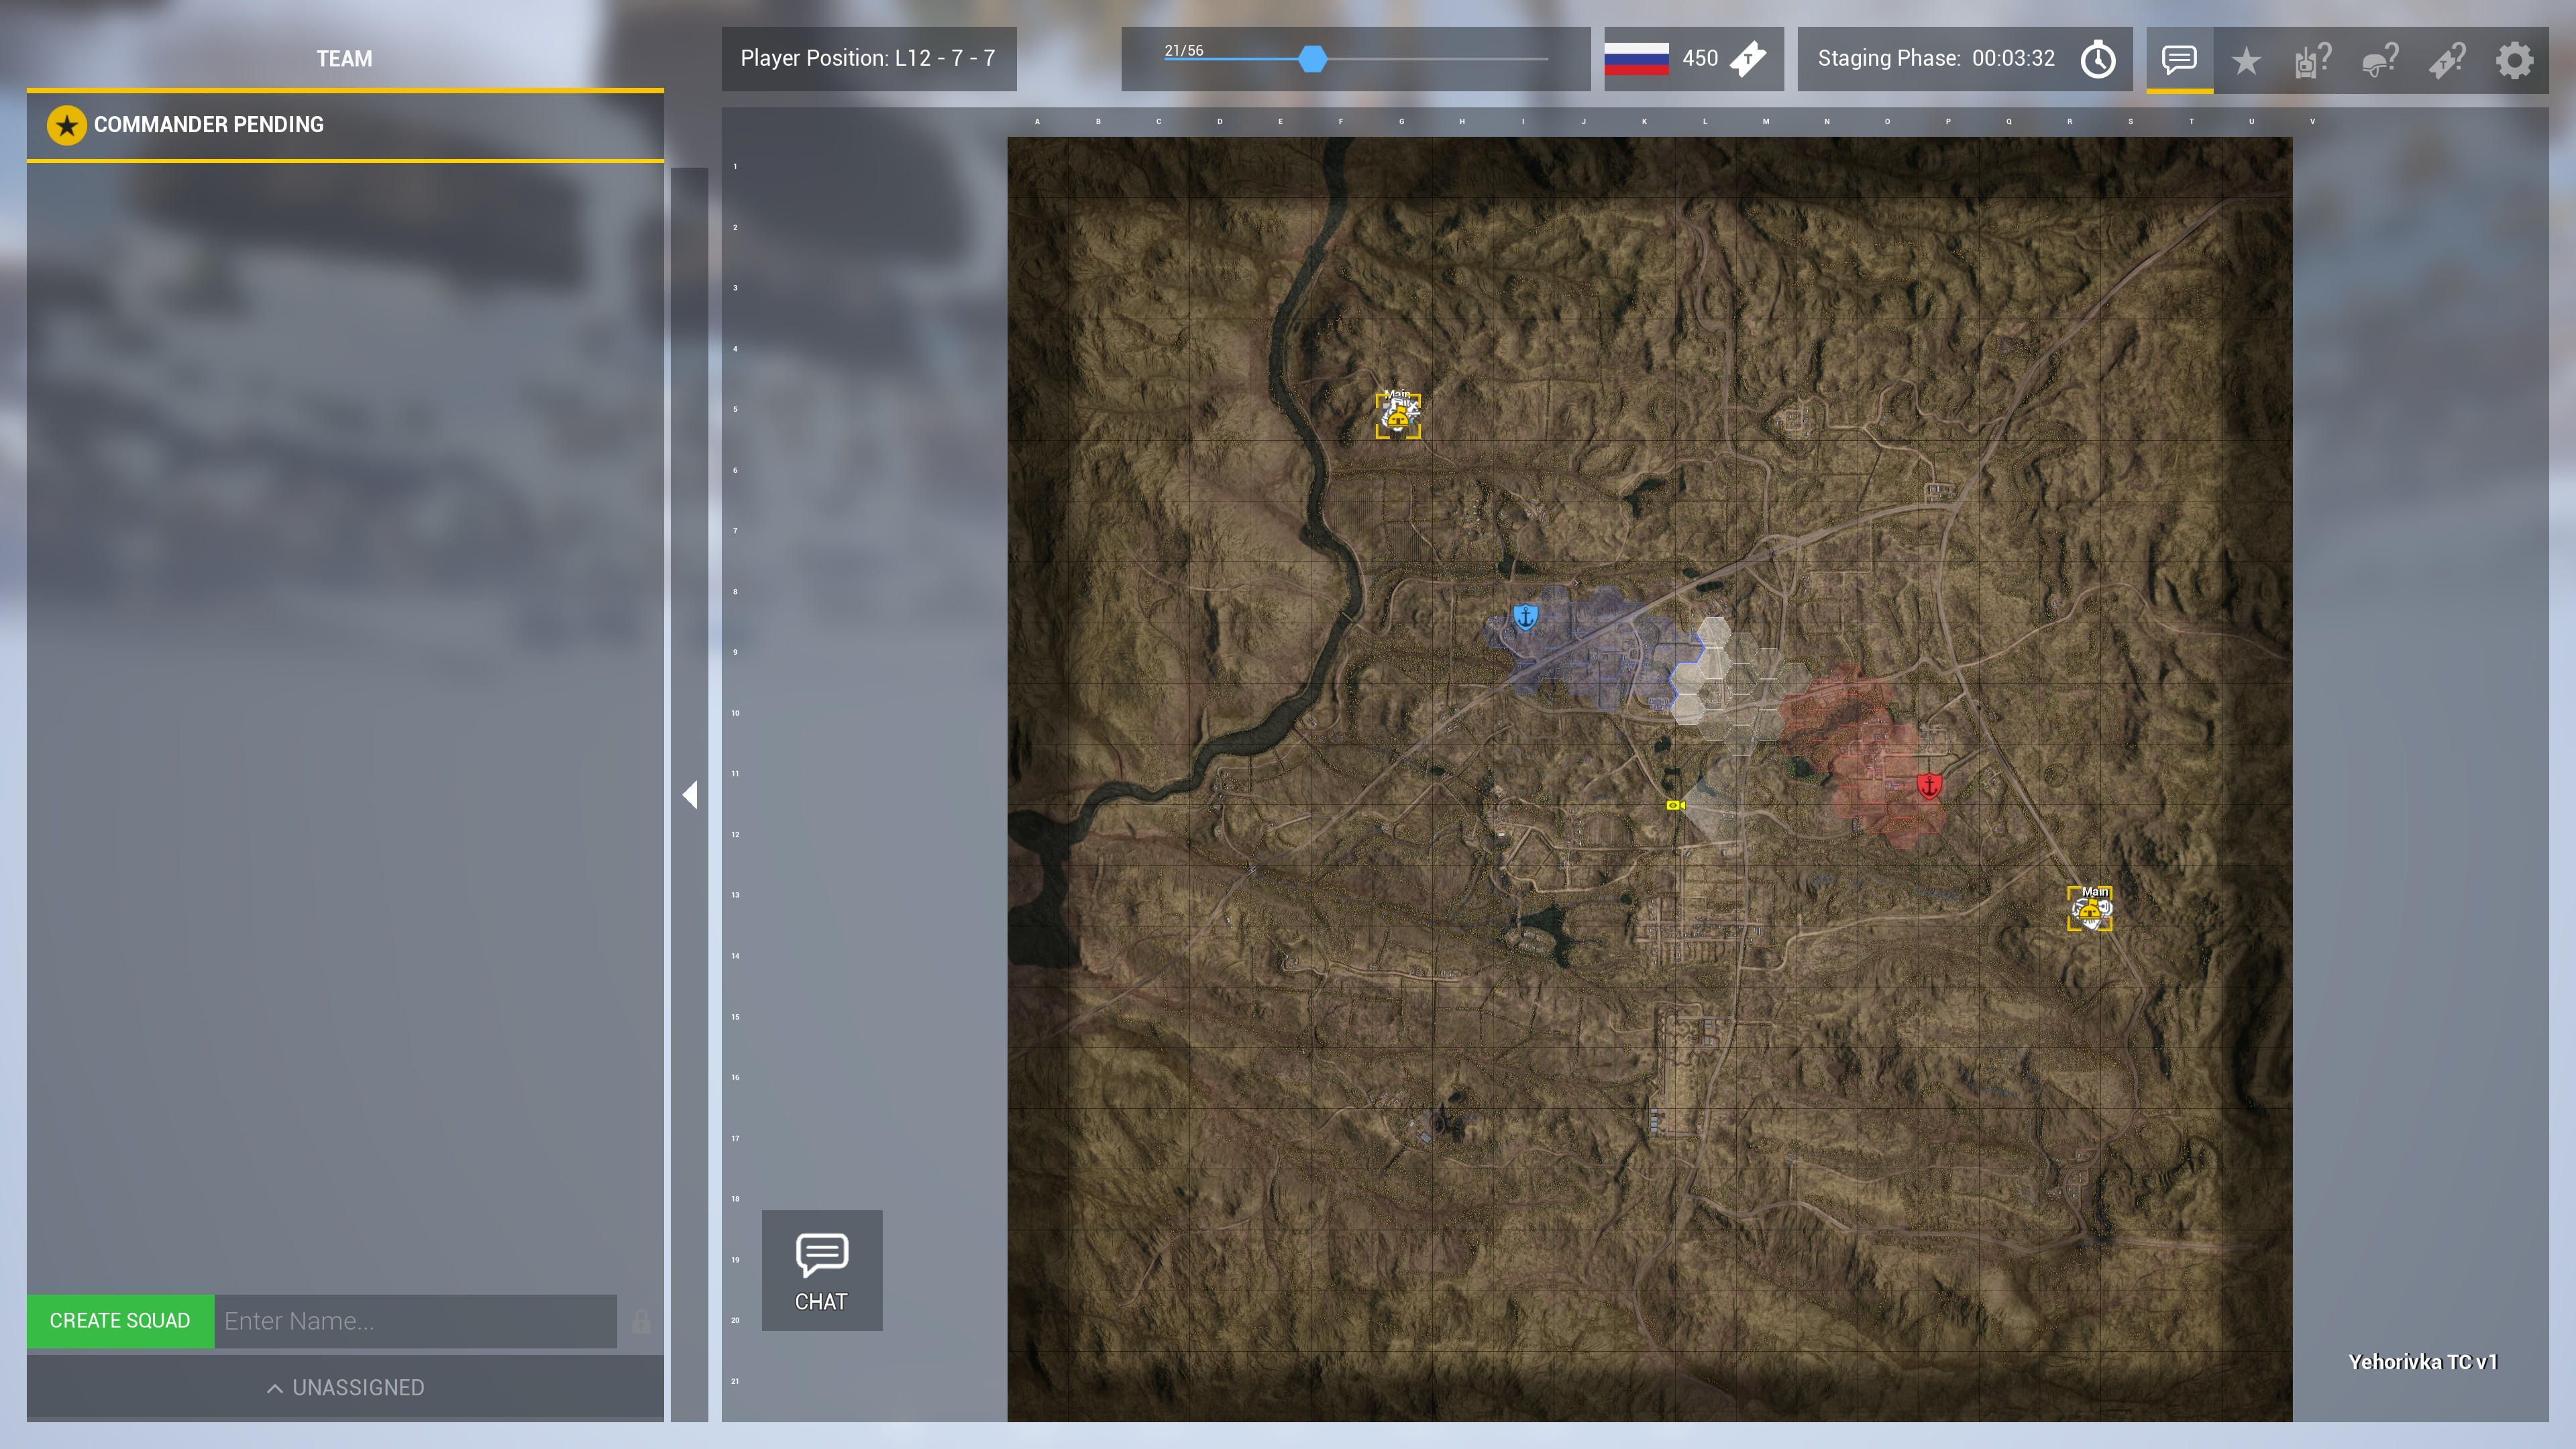 TEAM
COMMANDER PENDING
Player Position: L12 - 7 - 7
21/56
450
T
Staging Phase: 00:03:32
? ? T?
A B C D E F G H I J K L M N O P Q R S T U V
1
2
3
4
5
6
7
8
9
10
11
12
13
14
15
16
17
18
19
20
21
Main
Main
CHAT
CREATE SQUAD Enter Name...
UNASSIGNED
Yehorivka TC v1